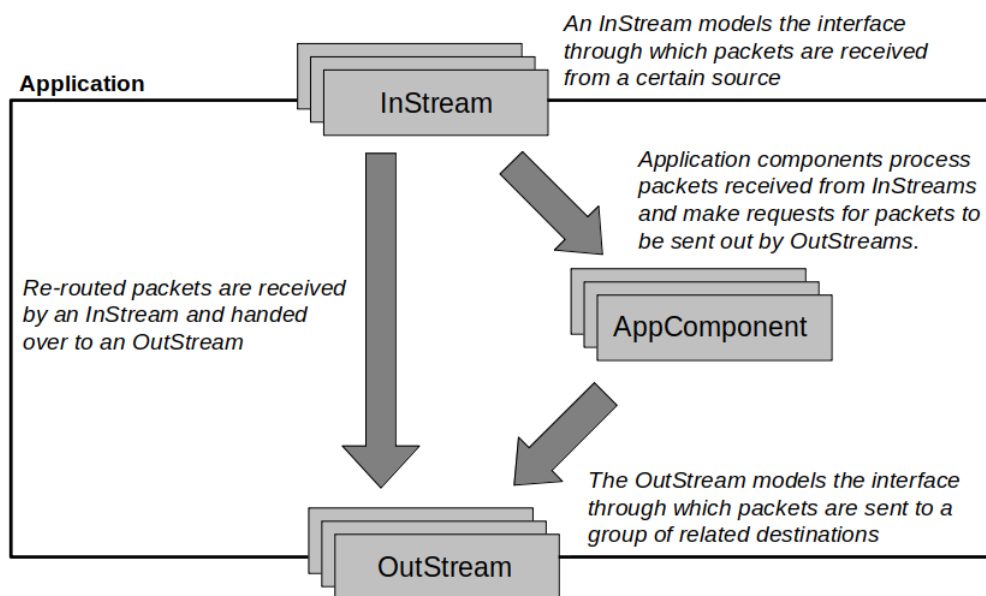 An InStream models the interface
through which packets are received
from a certain source
Application
InStream
Application components process
packets received from InStreams
and make requests for packets to
be sent out by OutStreams.
Re-routed packets are received
by an InStream and handed
over to an OutStream
AppComponent
The OutStream models the interface
through which packets are sent to a
group of related destinations
OutStream